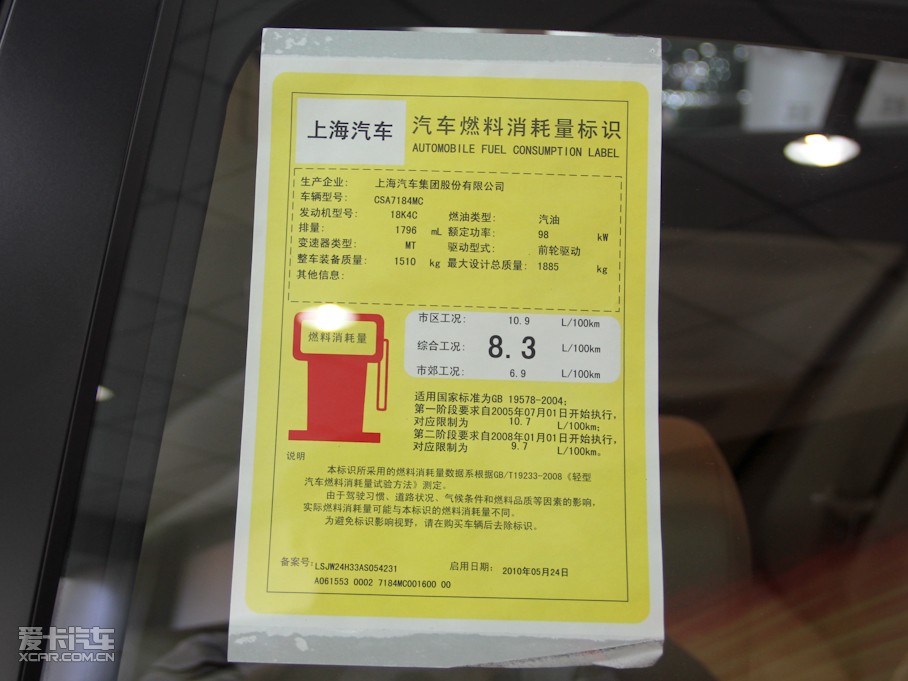 上海汽车
汽车燃料消耗量标识
AUTOMOBILE FUEL CONSUMPTION LABEL
生产企业: 上海汽车集团股份有限公司
车辆型号: CSA7184MC
发动机型号: 18K4C 燃油类型: 汽油
排量: 1796 mL 额定功率: 98 kW
变速器类型: MT 驱动型式: 前轮驱动
整车装备质量: 1510 kg 最大设计总质量: 1885 kg
其他信息:
燃料消耗量
市区工况: 10.9 L/100km
综合工况: 8.3 L/100km
市郊工况: 6.9 L/100km
适用国家标准为GB 19578-2004;
第一阶段要求自2005年07月01日开始执行,
对应限制为 10.7 L/100km;
第二阶段要求自2008年01月01日开始执行,
对应限制为 9.7 L/100km。
说明
本标识所采用的燃料消耗量数据系根据GB/T19233-2008《轻型
汽车燃料消耗量试验方法》测定。
由于驾驶习惯、道路状况、气候条件和燃料品质等因素的影响,
实际燃料消耗量可能与本标识的燃料消耗量不同。
为避免标识影响视野, 请在购买车辆后去除标识。
备案号: LSJW24H33AS054231 启用日期: 2010年05月24日
A061553 0002 7184MC001600 00
爱卡汽车
XCAR.COM.CN